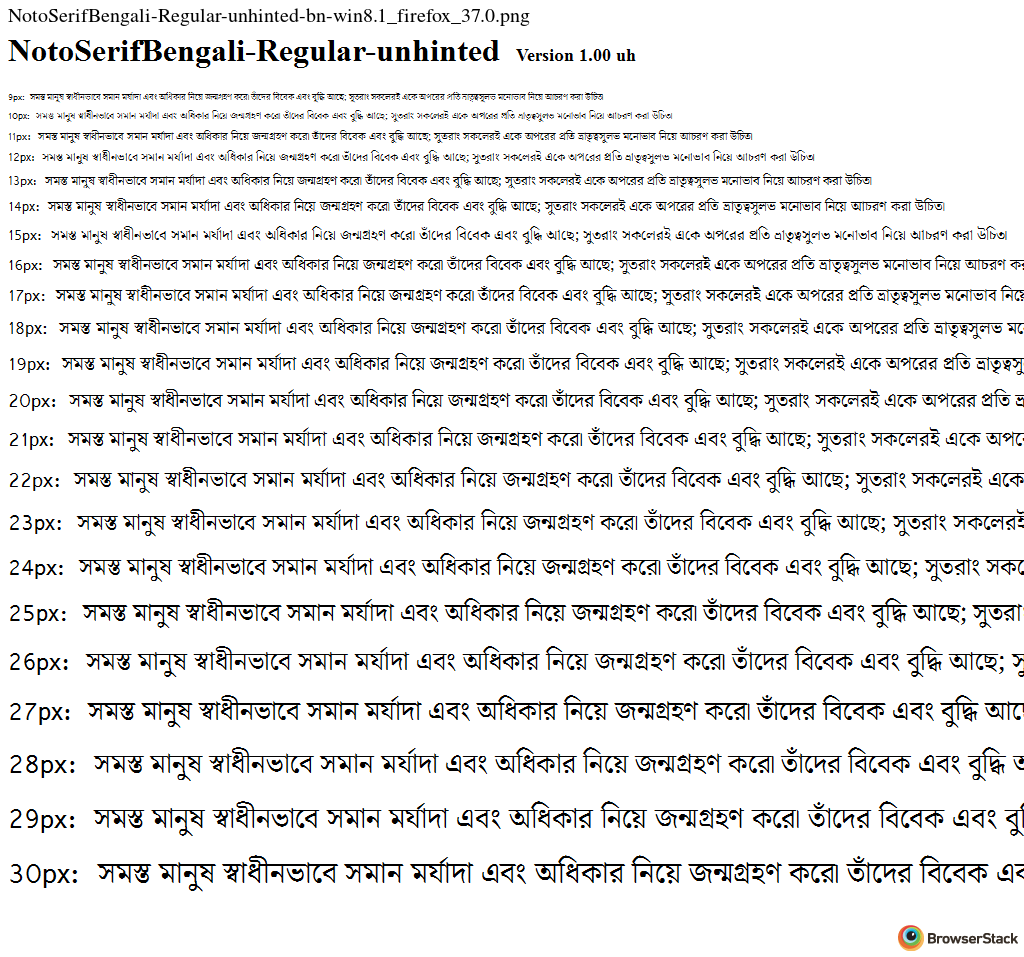 NotoSerifBengali-Regular-unhinted-bn-win8.1_firefox_37.0.png
NotoSerifBengali-Regular-unhinted Version 1.00 uh
9px: সমস্ত মানুষ স্বাধীনভাবে সমান মর্যাদা এবং অধিকার নিয়ে জন্মগ্রহণ করে। তাঁদের বিবেক এবং বুদ্ধি আছে; সুতরাং সকলেরই একে অপরের প্রতি ভ্রাতৃত্বসুলভ মনোভাব নিয়ে আচরণ করা উচিত।
10px: সমস্ত মানুষ স্বাধীনভাবে সমান মর্যাদা এবং অধিকার নিয়ে জন্মগ্রহণ করে। তাঁদের বিবেক এবং বুদ্ধি আছে; সুতরাং সকলেরই একে অপরের প্রতি ভ্রাতৃত্বসুলভ মনোভাব নিয়ে আচরণ করা উচিত।
11px: সমস্ত মানুষ স্বাধীনভাবে সমান মর্যাদা এবং অধিকার নিয়ে জন্মগ্রহণ করে। তাঁদের বিবেক এবং বুদ্ধি আছে; সুতরাং সকলেরই একে অপরের প্রতি ভ্রাতৃত্বসুলভ মনোভাব নিয়ে আচরণ করা উচিত।
12px: সমস্ত মানুষ স্বাধীনভাবে সমান মর্যাদা এবং অধিকার নিয়ে জন্মগ্রহণ করে। তাঁদের বিবেক এবং বুদ্ধি আছে; সুতরাং সকলেরই একে অপরের প্রতি ভ্রাতৃত্বসুলভ মনোভাব নিয়ে আচরণ করা উচিত।
13px: সমস্ত মানুষ স্বাধীনভাবে সমান মর্যাদা এবং অধিকার নিয়ে জন্মগ্রহণ করে। তাঁদের বিবেক এবং বুদ্ধি আছে; সুতরাং সকলেরই একে অপরের প্রতি ভ্রাতৃত্বসুলভ মনোভাব নিয়ে আচরণ করা উচিত।
14px: সমস্ত মানুষ স্বাধীনভাবে সমান মর্যাদা এবং অধিকার নিয়ে জন্মগ্রহণ করে। তাঁদের বিবেক এবং বুদ্ধি আছে; সুতরাং সকলেরই একে অপরের প্রতি ভ্রাতৃত্বসুলভ মনোভাব নিয়ে আচরণ করা উচিত।
15px: সমস্ত মানুষ স্বাধীনভাবে সমান মর্যাদা এবং অধিকার নিয়ে জন্মগ্রহণ করে। তাঁদের বিবেক এবং বুদ্ধি আছে; সুতরাং সকলেরই একে অপরের প্রতি ভ্রাতৃত্বসুলভ মনোভাব নিয়ে আচরণ করা উচিত।
16px: সমস্ত মানুষ স্বাধীনভাবে সমান মর্যাদা এবং অধিকার নিয়ে জন্মগ্রহণ করে। তাঁদের বিবেক এবং বুদ্ধি আছে; সুতরাং সকলেরই একে অপরের প্রতি ভ্রাতৃত্বসুলভ মনোভাব নিয়ে আচরণ
17px: সমস্ত মানুষ স্বাধীনভাবে সমান মর্যাদা এবং অধিকার নিয়ে জন্মগ্রহণ করে। তাঁদের বিবেক এবং বুদ্ধি আছে; সুতরাং সকলেরই একে অপরের প্রতি ভ্রাতৃত্বসুলভ মনোভাব নিয়ে
18px: সমস্ত মানুষ স্বাধীনভাবে সমান মর্যাদা এবং অধিকার নিয়ে জন্মগ্রহণ করে। তাঁদের বিবেক এবং বুদ্ধি আছে; সুতরাং সকলেরই একে অপরের প্রতি ভ্রাতৃত্বসুলভ
19px: সমস্ত মানুষ স্বাধীনভাবে সমান মর্যাদা এবং অধিকার নিয়ে জন্মগ্রহণ করে। তাঁদের বিবেক এবং বুদ্ধি আছে; সুতরাং সকলেরই একে অপরের প্রতি ভ্রাতৃত্বসু
20px: সমস্ত মানুষ স্বাধীনভাবে সমান মর্যাদা এবং অধিকার নিয়ে জন্মগ্রহণ করে। তাঁদের বিবেক এবং বুদ্ধি আছে; সুতরাং সকলেরই একে অপরের প্রতি
21px: সমস্ত মানুষ স্বাধীনভাবে সমান মর্যাদা এবং অধিকার নিয়ে জন্মগ্রহণ করে। তাঁদের বিবেক এবং বুদ্ধি আছে; সুতরাং সকলেরই একে অপরে
22px: সমস্ত মানুষ স্বাধীনভাবে সমান মর্যাদা এবং অধিকার নিয়ে জন্মগ্রহণ করে। তাঁদের বিবেক এবং বুদ্ধি আছে; সুতরাং সকলেরই একে
23px: সমস্ত মানুষ স্বাধীনভাবে সমান মর্যাদা এবং অধিকার নিয়ে জন্মগ্রহণ করে। তাঁদের বিবেক এবং বুদ্ধি আছে; সুতরাং সকলেরই
24px: সমস্ত মানুষ স্বাধীনভাবে সমান মর্যাদা এবং অধিকার নিয়ে জন্মগ্রহণ করে। তাঁদের বিবেক এবং বুদ্ধি আছে; সুতরাং সকলে
25px: সমস্ত মানুষ স্বাধীনভাবে সমান মর্যাদা এবং অধিকার নিয়ে জন্মগ্রহণ করে। তাঁদের বিবেক এবং বুদ্ধি আছে; সুতরা
26px: সমস্ত মানুষ স্বাধীনভাবে সমান মর্যাদা এবং অধিকার নিয়ে জন্মগ্রহণ করে। তাঁদের বিবেক এবং বুদ্ধি আছে; সু
27px: সমস্ত মানুষ স্বাধীনভাবে সমান মর্যাদা এবং অধিকার নিয়ে জন্মগ্রহণ করে। তাঁদের বিবেক এবং বুদ্ধি আছে
28px: সমস্ত মানুষ স্বাধীনভাবে সমান মর্যাদা এবং অধিকার নিয়ে জন্মগ্রহণ করে। তাঁদের বিবেক এবং বুদ্ধি
29px: সমস্ত মানুষ স্বাধীনভাবে সমান মর্যাদা এবং অধিকার নিয়ে জন্মগ্রহণ করে। তাঁদের বিবেক এবং বু
30px: সমস্ত মানুষ স্বাধীনভাবে সমান মর্যাদা এবং অধিকার নিয়ে জন্মগ্রহণ করে। তাঁদের বিবেক এব
BrowserStack